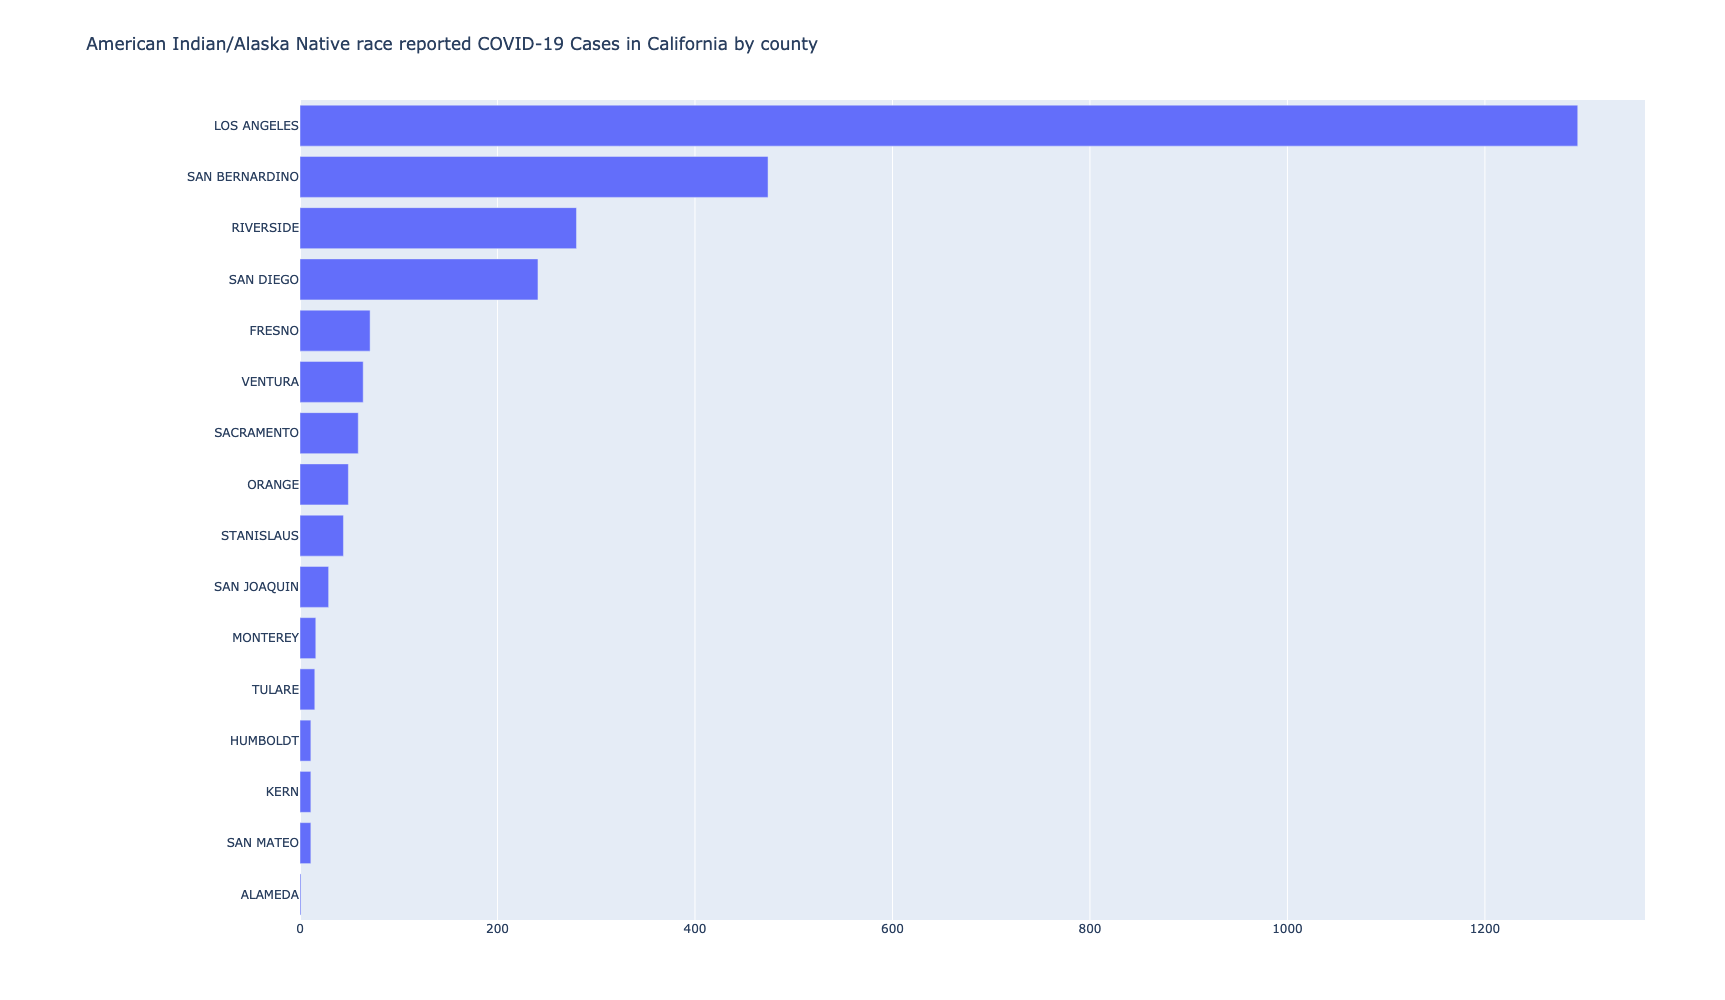 American Indian/Alaska Native race reported COVID-19 Cases in California by county
LOS ANGELES
SAN BERNARDINO
RIVERSIDE
SAN DIEGO
FRESNO
VENTURA
SACRAMENTO
ORANGE
STANISLAUS
SAN JOAQUIN
MONTEREY
TULARE
HUMBOLDT
KERN
SAN MATEO
ALAMEDA
0 200 400 600 800 1000 1200